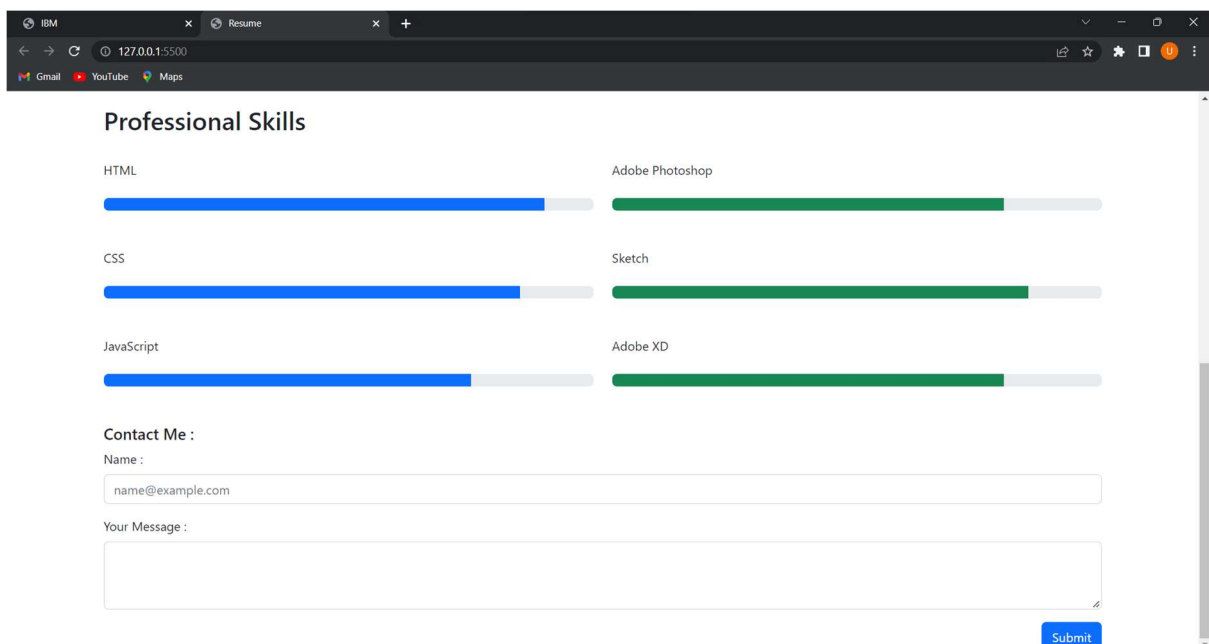 IBM
Resume
127.0.0.1:5500
U
Gmail YouTube Maps
Professional Skills
HTML
Adobe Photoshop
CSS
Sketch
JavaScript
Adobe XD
Contact Me :
Name :
name@example.com
Your Message :
Submit